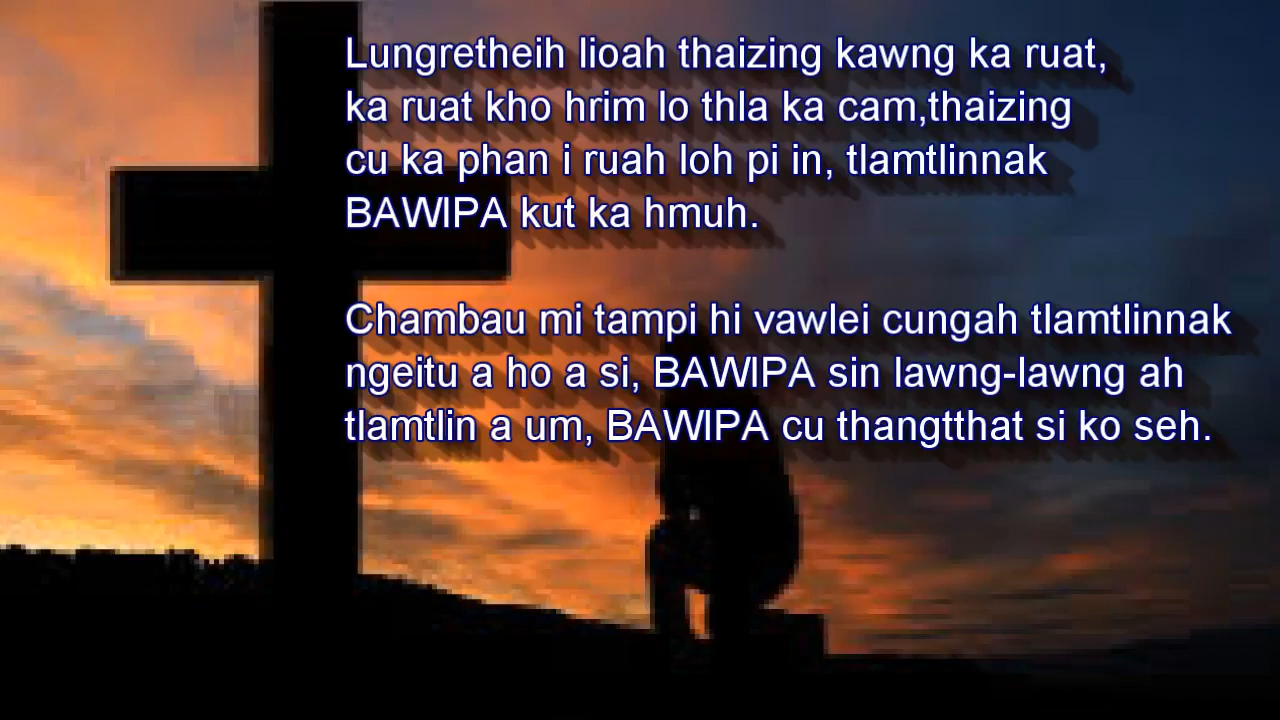 Lungretheih lioah thaizing kawng ka ruat,
ka ruat kho hrim lo thla ka cam,thaizing
cu ka phan i ruah loh pi in, tlamtlinnak
BAWIPA kut ka hmuh.
Chambau mi tampi hi vawlei cungah tlamtlinnak
ngeitu a ho a si, BAWIPA sin lawng-lawng ah
tlamtlin a um, BAWIPA cu thangtthat si ko seh.